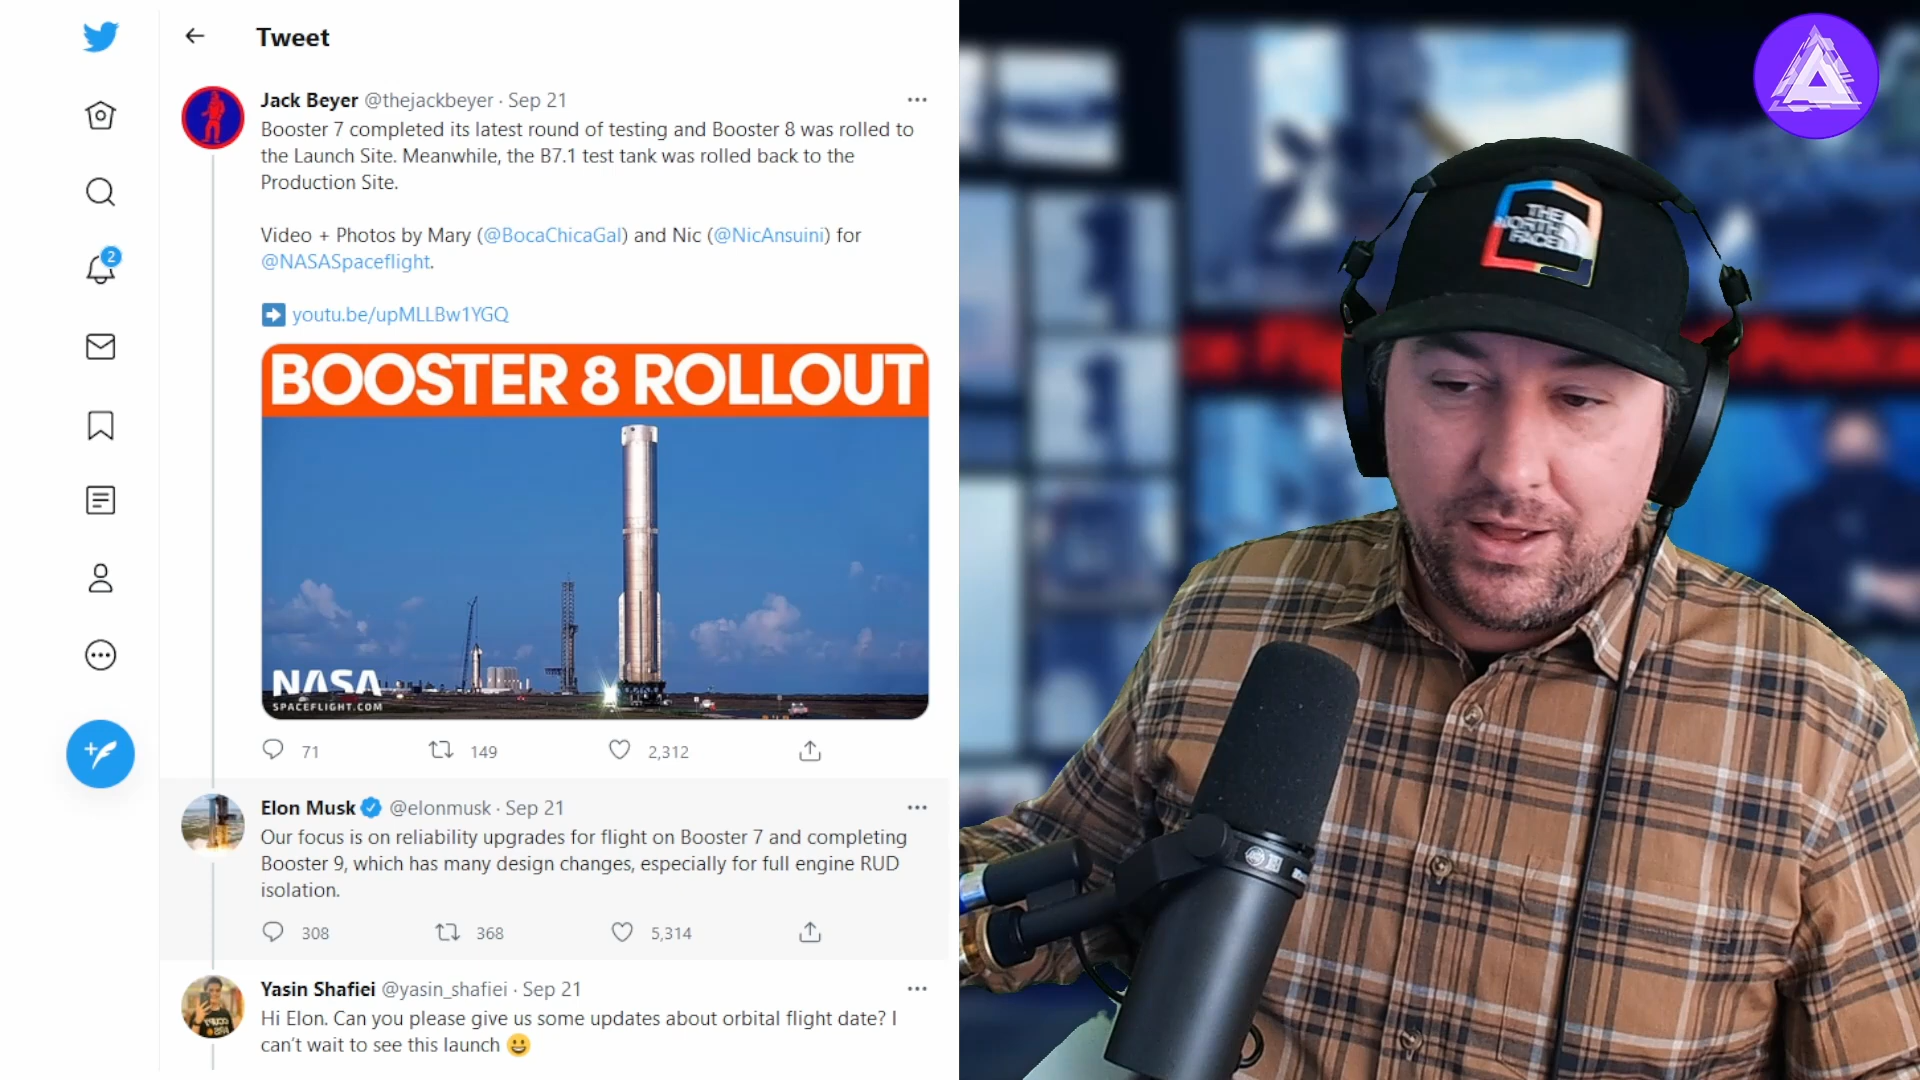 Tweet
Jack Beyer @thejackbeyer · Sep 21
Booster 7 completed its latest round of testing and Booster 8 was rolled to
the Launch Site. Meanwhile, the B7.1 test tank was rolled back to the
Production Site.
Video + Photos by Mary (@BocaChicaGal) and Nic (@NicAnsuini) for
@NASASpaceflight.
➡️ youtu.be/upMLLBw1YGQ
BOOSTER 8 ROLLOUT
NASA
SPACEFLIGHT.COM
71 149 2,312
Elon Musk @elonmusk · Sep 21
Our focus is on reliability upgrades for flight on Booster 7 and completing
Booster 9, which has many design changes, especially for full engine RUD
isolation.
308 368 5,314
Yasin Shafiei @yasin_shafiei · Sep 21
Hi Elon. Can you please give us some updates about orbital flight date? I
can't wait to see this launch 😀
2
THE
NORTH
FACE